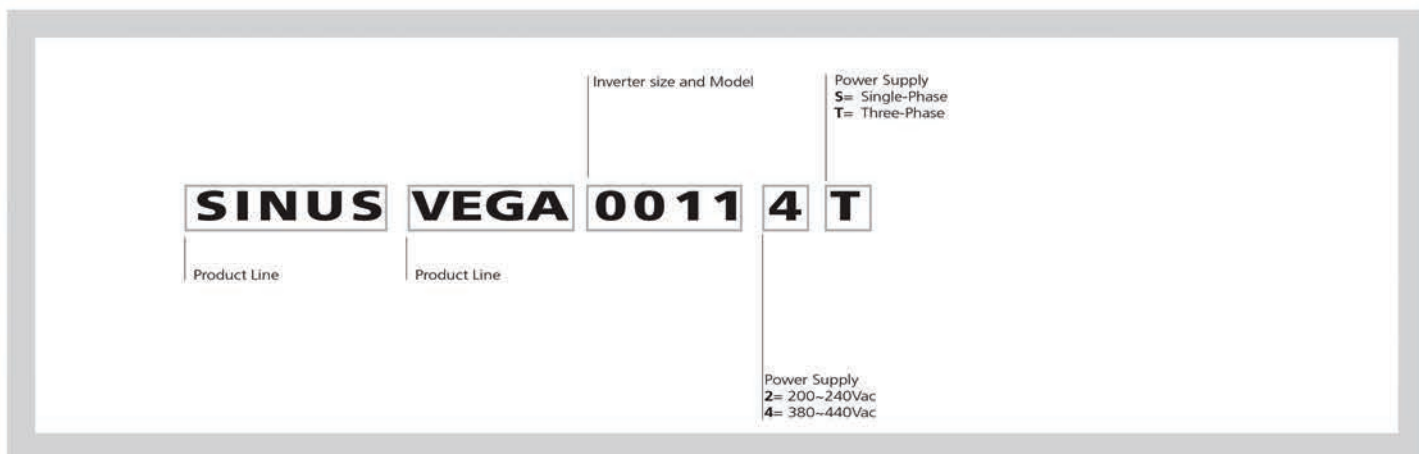 Inverter size and Model
Power Supply
S= Single-Phase
T= Three-Phase
SINUS VEGA 0011 4 T
Product Line
Product Line
Power Supply
2= 200~240Vac
4= 380~440Vac